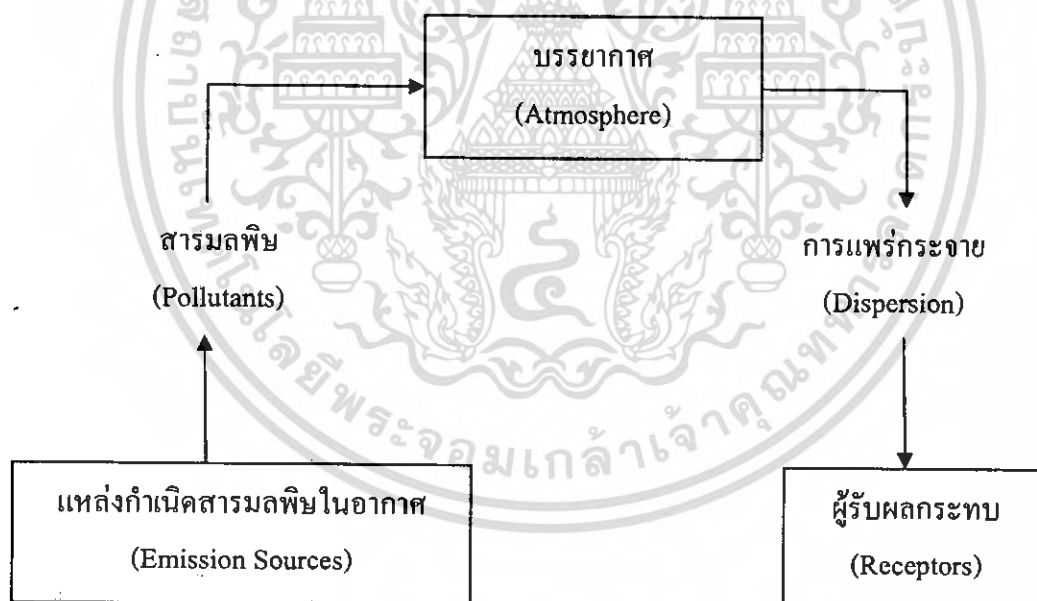 บรรยากาศ
(Atmosphere)
สารมลพิษ
(Pollutants)
การแพร่กระจาย
(Dispersion)
แหล่งกำเนิดสารมลพิษในอากาศ
(Emission Sources)
ผู้รับผลกระทบ
(Receptors)